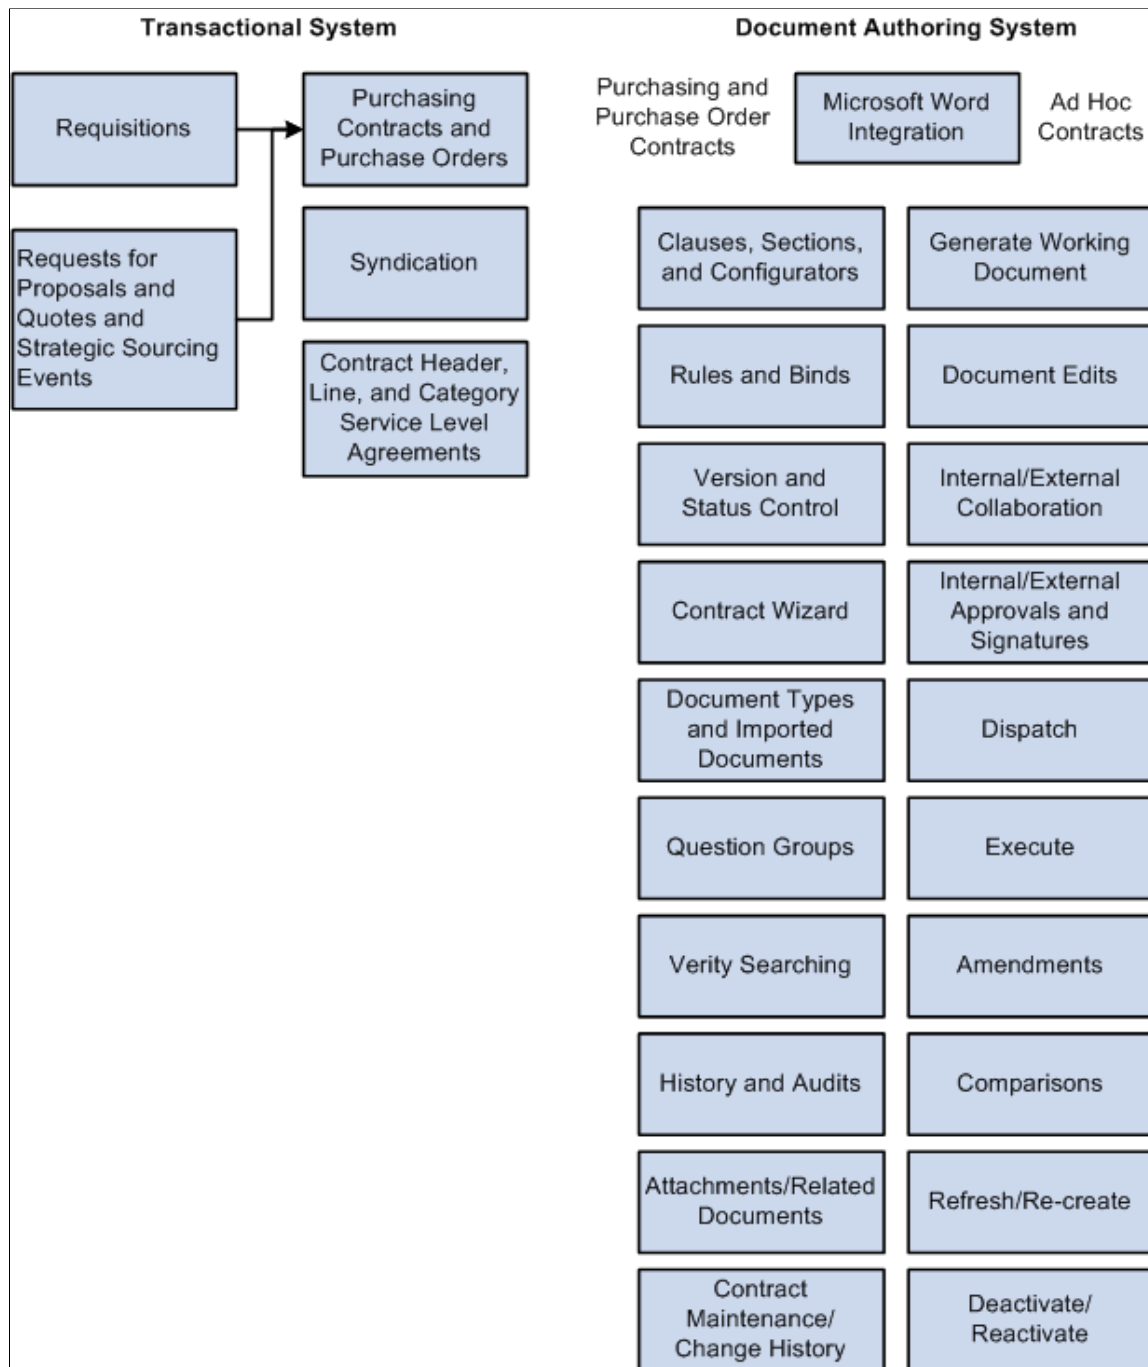 Transactional System
Requisitions
Purchasing
Contracts and
Purchase Orders
Requests for
Proposals and
Quotes and
Strategic Sourcing
Events
Syndication
Contract Header,
Line, and Category
Service Level
Agreements
Document Authoring System
Purchasing and
Purchase Order
Contracts
Microsoft Word
Integration
Ad Hoc
Contracts
Clauses, Sections,
and Configurators
Generate Working
Document
Rules and Binds
Document Edits
Version and
Status Control
Internal/External
Collaboration
Contract Wizard
Internal/External
Approvals and
Signatures
Document Types
and Imported
Documents
Dispatch
Question Groups
Execute
Verity Searching
Amendments
History and Audits
Comparisons
Attachments/Related
Documents
Refresh/Re-create
Contract
Maintenance/
Change History
Deactivate/
Reactivate